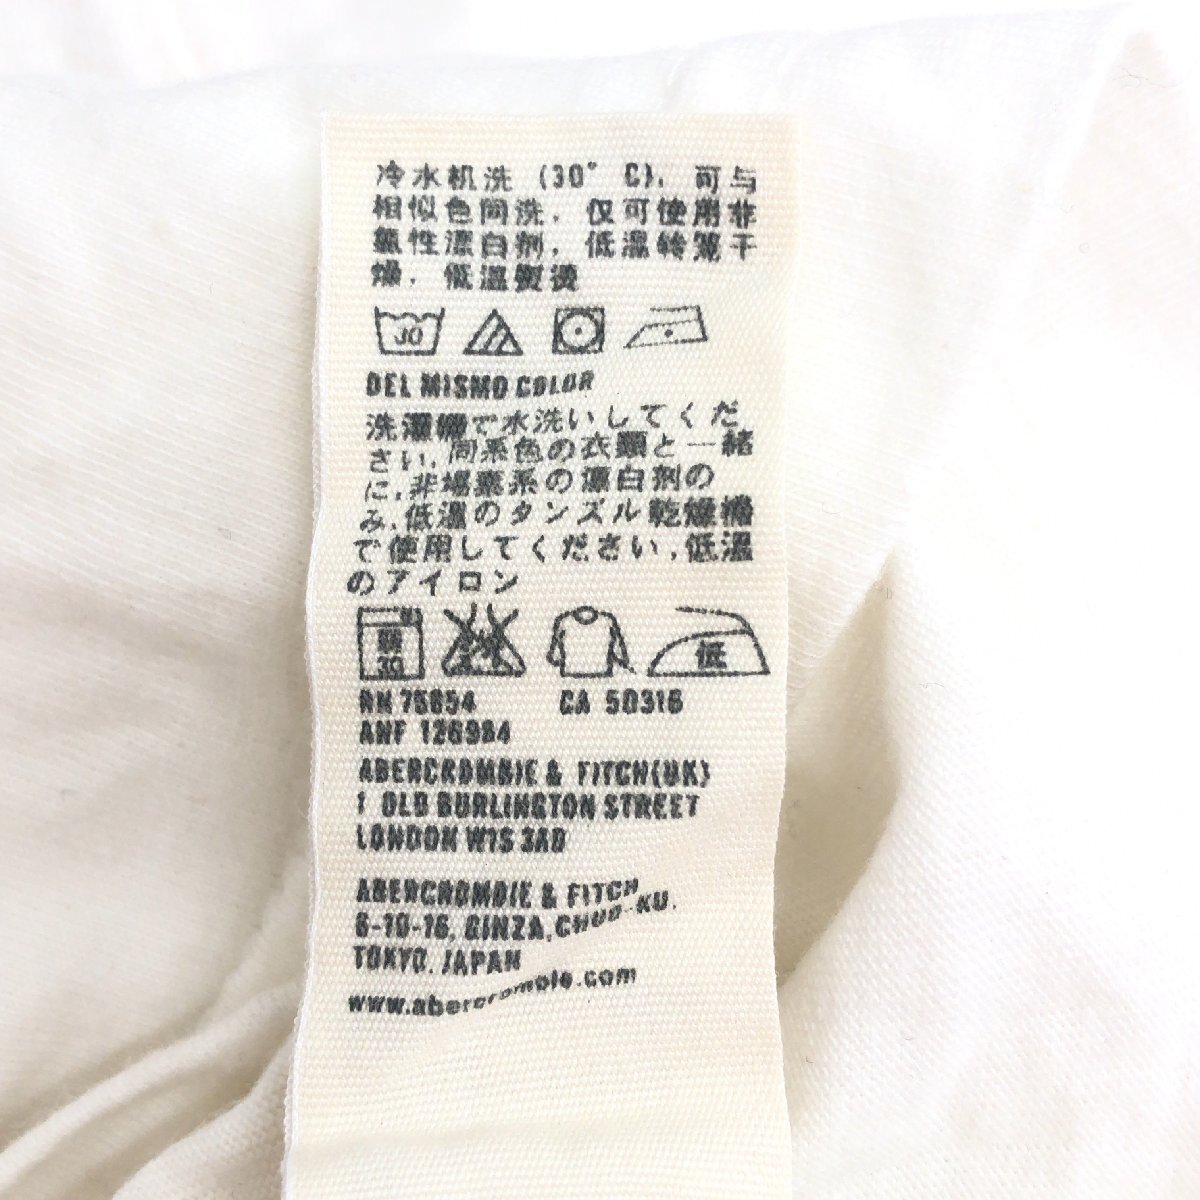 冷水机洗 (30° C), 可与
相似色同洗, 仅可使用非
氯性漂白剂, 低温转笼干
燥, 低温熨烫
30
DEL MISMO COLOR
洗濯機で水洗いしてくだ
さい,同系色の衣類と一緒
に,非塩素系の漂白剤の
み,低温のタンブル乾燥機
で使用してください,低温
のアイロン
弱 30 低
RN 75654 CA 50316
ANF 126984
ABERCROMBIE & FITCH(UK)
1 OLD BURLINGTON STREET
LONDON W1S 3AD
ABERCROMBIE & FITCH
6-10-16, GINZA, CHUO-KU.
TOKYO. JAPAN
www.abercrombie.com